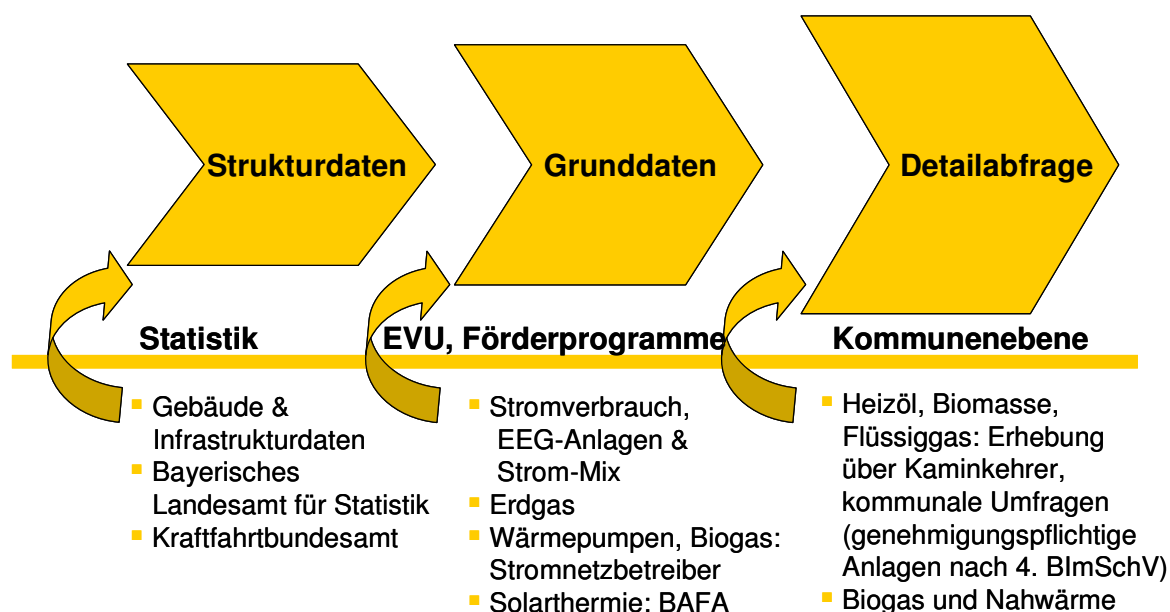 Strukturdaten
Grunddaten
Detailabfrage
Statistik
EVU, Förderprogramme
Kommunenebene
Gebäude &
Infrastrukturdaten
Bayerisches
Landesamt für Statistik
Kraftfahrtbundesamt
Stromverbrauch,
EEG-Anlagen &
Strom-Mix
Erdgas
Wärmepumpen, Biogas:
Stromnetzbetreiber
Solarthermie: BAFA
Heizöl, Biomasse,
Flüssiggas: Erhebung
über Kaminkehrer,
kommunale Umfragen
(genehmigungspflichtige
Anlagen nach 4. BImSchV)
Biogas und Nahwärme